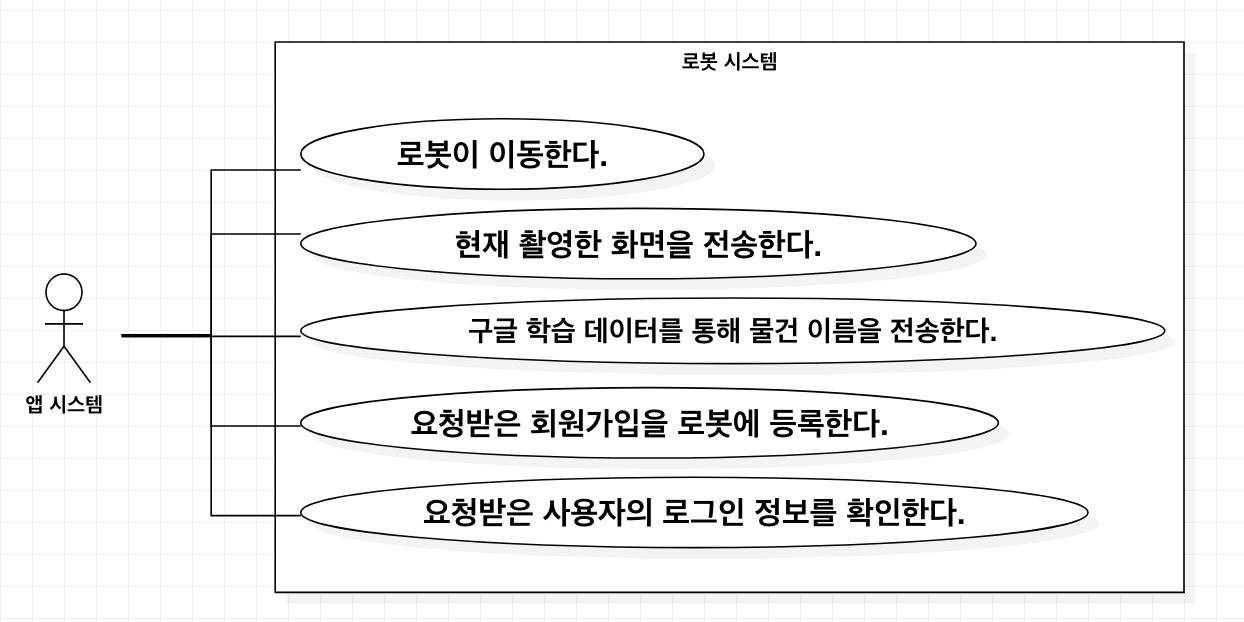 로봇 시스템
로봇이 이동한다.
현재 촬영한 화면을 전송한다.
구글 학습 데이터를 통해 물건 이름을 전송한다.
앱 시스템
요청받은 회원가입을 로봇에 등록한다.
요청받은 사용자의 로그인 정보를 확인한다.